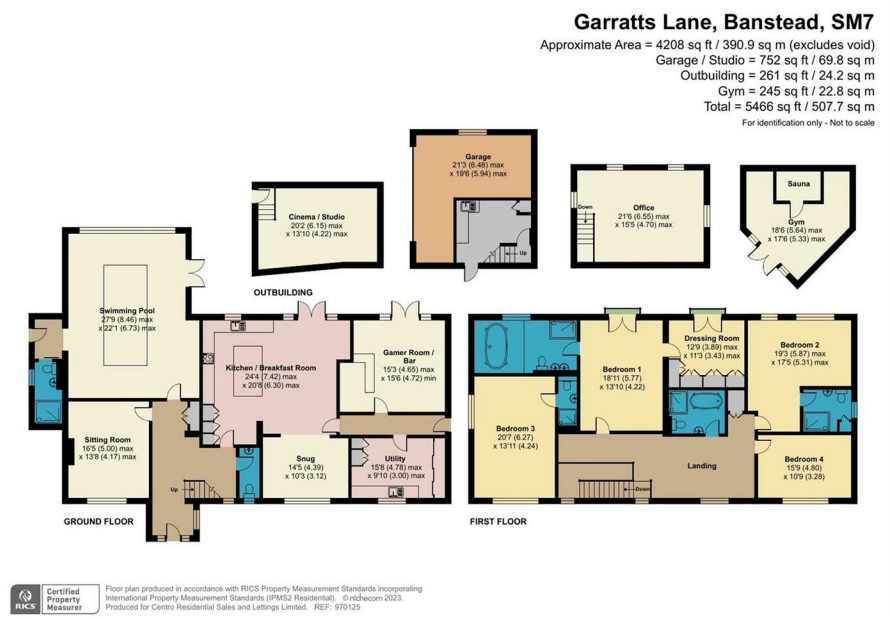 Garratts Lane, Banstead, SM7
Approximate Area = 4208 sq ft / 390.9 sq m (excludes void)
Garage / Studio = 752 sq ft / 69.8 sq m
Outbuilding = 261 sq ft / 24.2 sq m
Gym = 245 sq ft / 22.8 sq m
Total = 5466 sq ft / 507.7 sq m
For identification only - Not to scale
Garage
21'3 (6.48) max
x 19'6 (5.94) max
Up
Cinema / Studio
20'2 (6.15) max
x 13'10 (4.22) max
OUTBUILDING
Down
Office
21'6 (6.55) max
x 15'5 (4.70) max
Sauna
Gym
18'6 (5.64) max
x 17'6 (5.33) max
Swimming Pool
27'9 (8.46) max
x 22'1 (6.73) max
Kitchen / Breakfast Room
24'4 (7.42) max
x 20'8 (6.30) max
Gamer Room /
Bar
15'3 (4.65) max
x 15'6 (4.72) min
Sitting Room
16'5 (5.00) max
x 13'8 (4.17) max
Snug
14'5 (4.39)
x 10'3 (3.12)
Utility
15'8 (4.78) max
x 9'10 (3.00) max
Up
GROUND FLOOR
Bedroom 1
18'11 (5.77)
x 13'10 (4.22)
Dressing Room
12'9 (3.89) max
x 11'3 (3.43) max
Bedroom 2
19'3 (5.87) max
x 17'5 (5.31) max
Bedroom 3
20'7 (6.27)
x 13'11 (4.24)
Landing
Down
Bedroom 4
15'9 (4.80)
x 10'9 (3.28)
FIRST FLOOR
RICS
Certified
Property
Measurer
Floor plan produced in accordance with RICS Property Measurement Standards incorporating
International Property Measurement Standards (IPMS2 Residential). © nichecom 2023.
Produced for Centro Residential Sales and Lettings Limited. REF: 970125